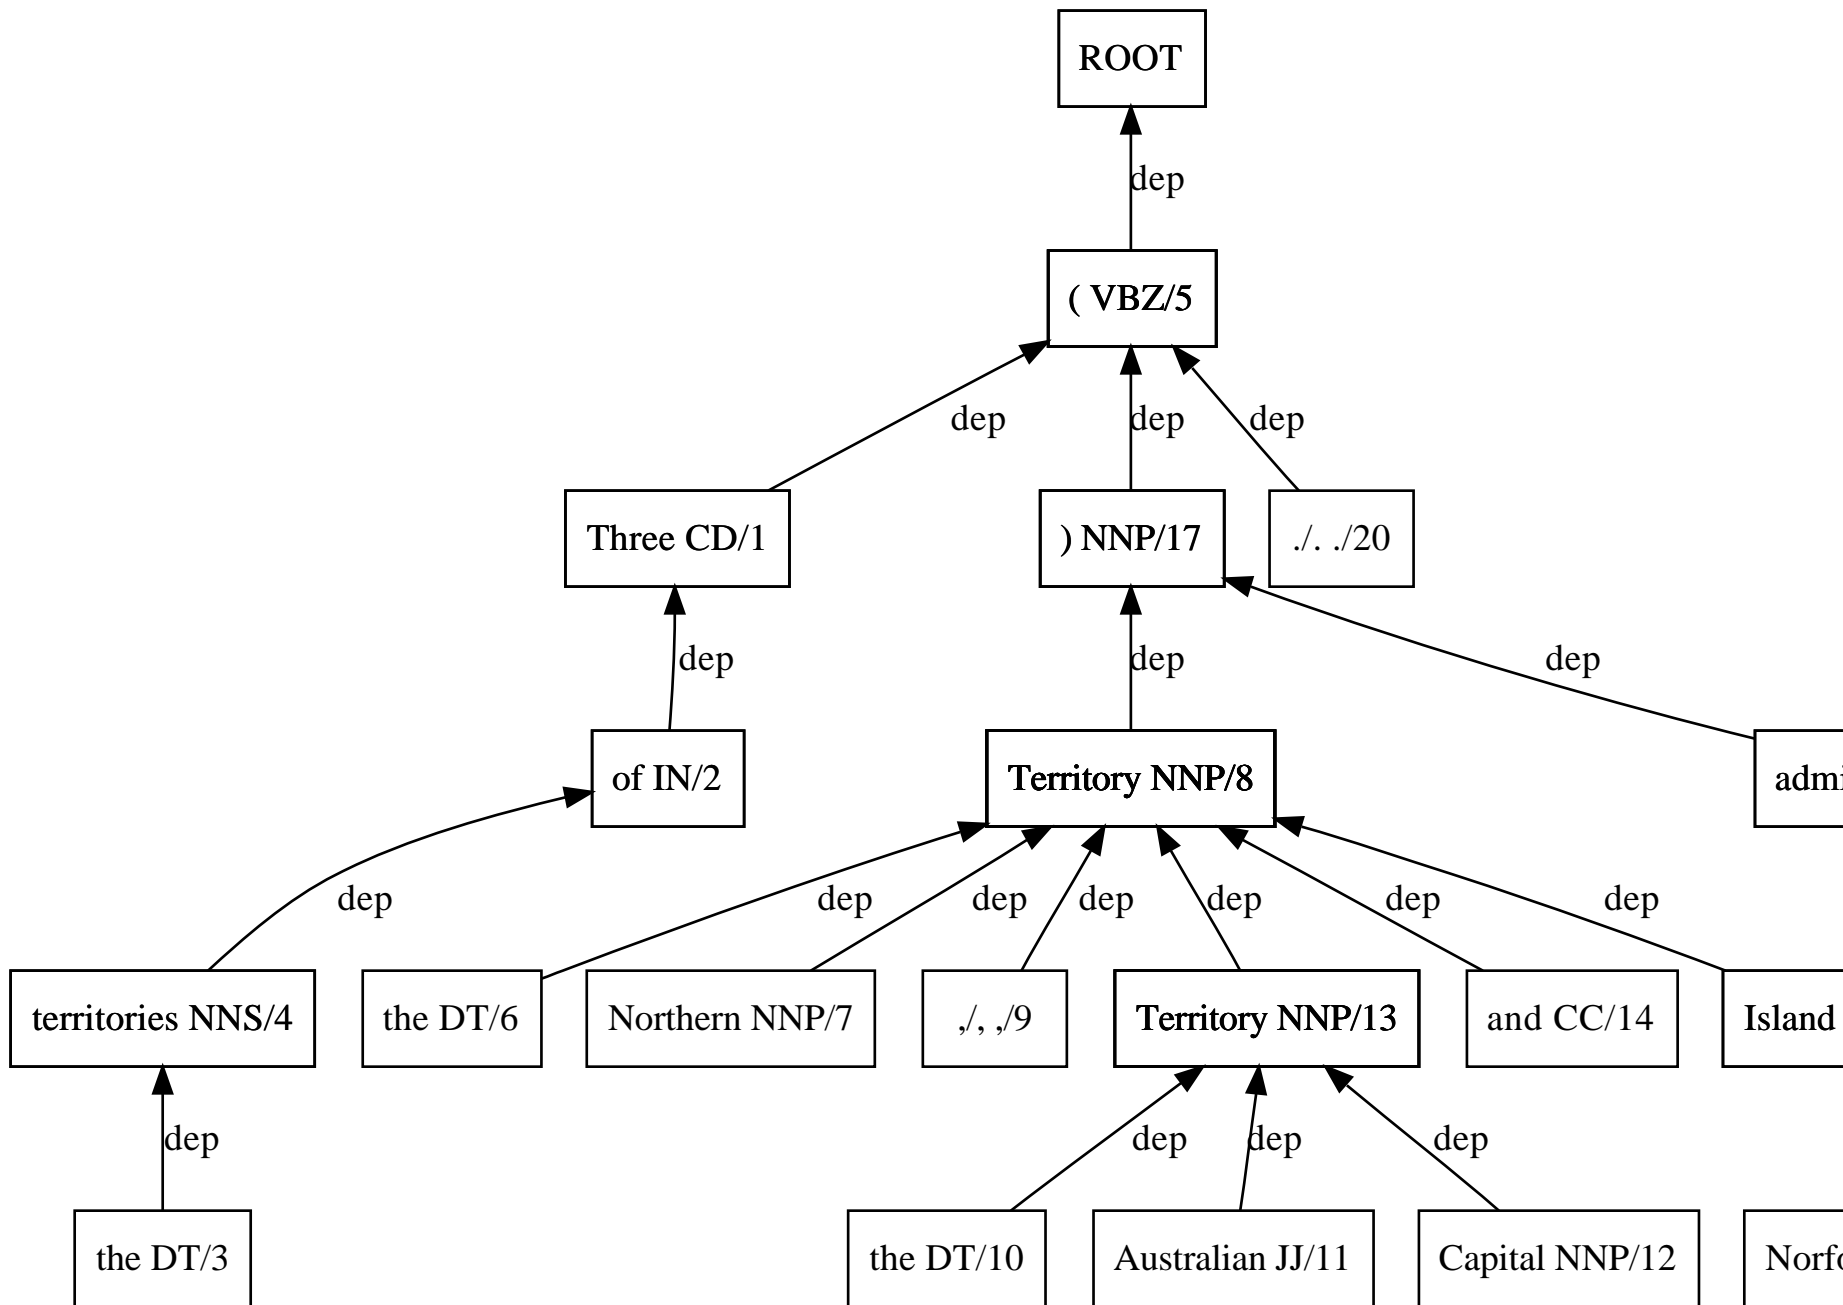 ROOT
dep
( VBZ/5
dep dep dep
Three CD/1 ) NNP/17 ./. ./20
dep dep dep
of IN/2 Territory NNP/8
dep dep dep dep dep dep dep
territories NNS/4 the DT/6 Northern NNP/7 ,/, ,/9 Territory NNP/13 and CC/14 Island
dep dep dep dep
the DT/3 the DT/10 Australian JJ/11 Capital NNP/12